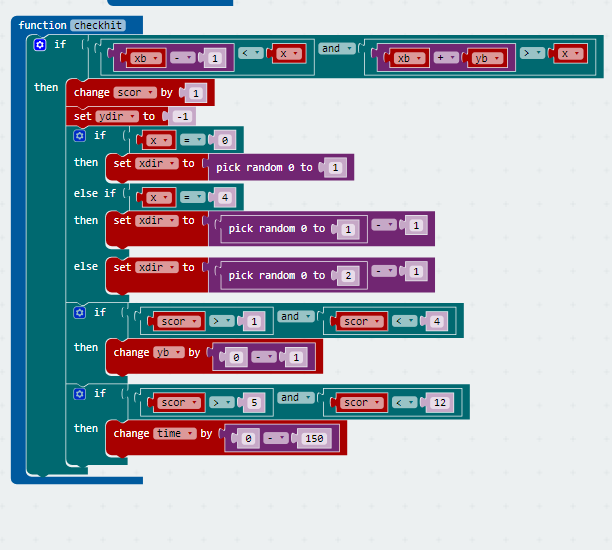 function checkhit
if xb - 1 < x and xb + yb > x
then change scor by 1
set ydir to -1
if x = 0
then set xdir to pick random 0 to 1
else if x = 4
then set xdir to pick random 0 to 1 - 1
else set xdir to pick random 0 to 2 - 1
if scor > 1 and scor < 4
then change yb by 0 - 1
if scor > 5 and scor < 12
then change time by 0 - 150